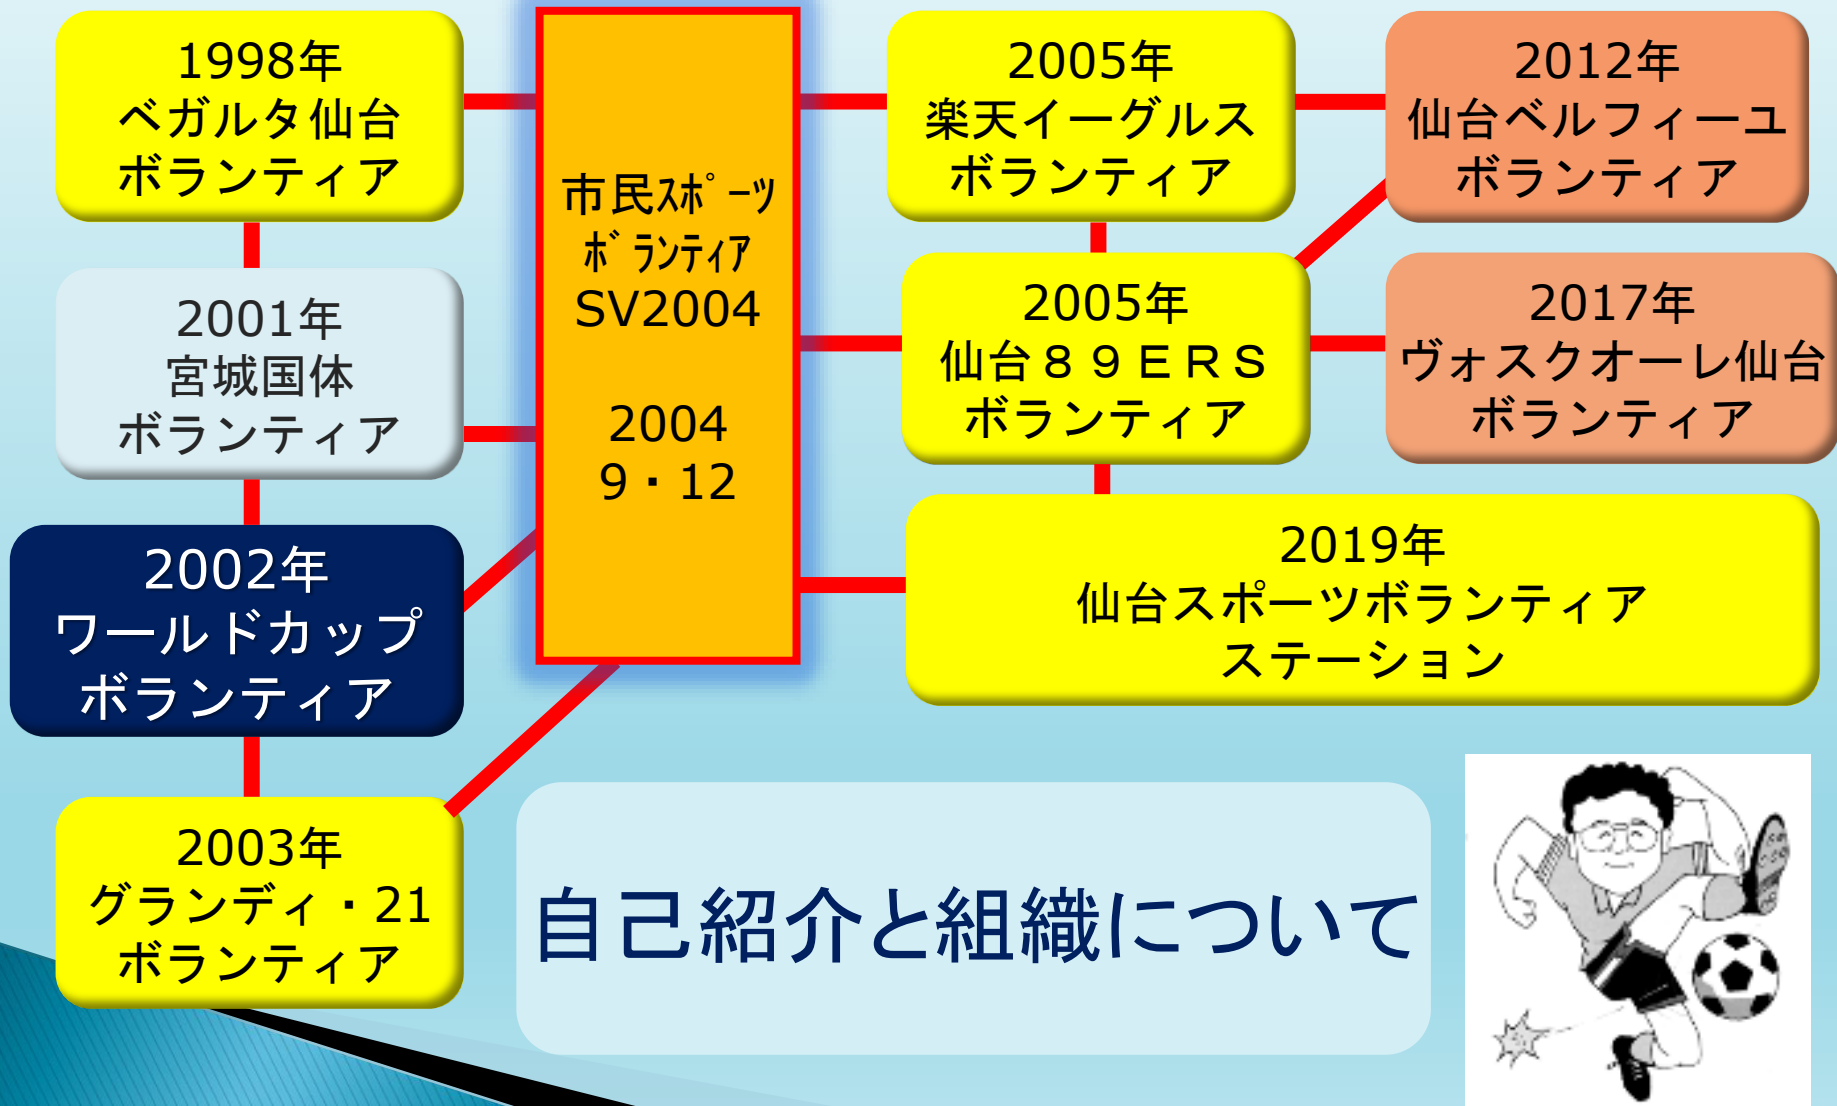 1998年
ベガルタ仙台
ボランティア
2001年
宮城国体
ボランティア
2002年
ワールドカップ
ボランティア
2003年
グランディ・21
ボランティア
市民ｽﾎﾟｰﾂ
ﾎﾞﾗﾝﾃｨｱ
SV2004
2004
9・12
2005年
楽天イーグルス
ボランティア
2012年
仙台ベルフィーユ
ボランティア
2005年
仙台８９ＥＲＳ
ボランティア
2017年
ヴォスクオーレ仙台
ボランティア
2019年
仙台スポーツボランティア
ステーション
自己紹介と組織について